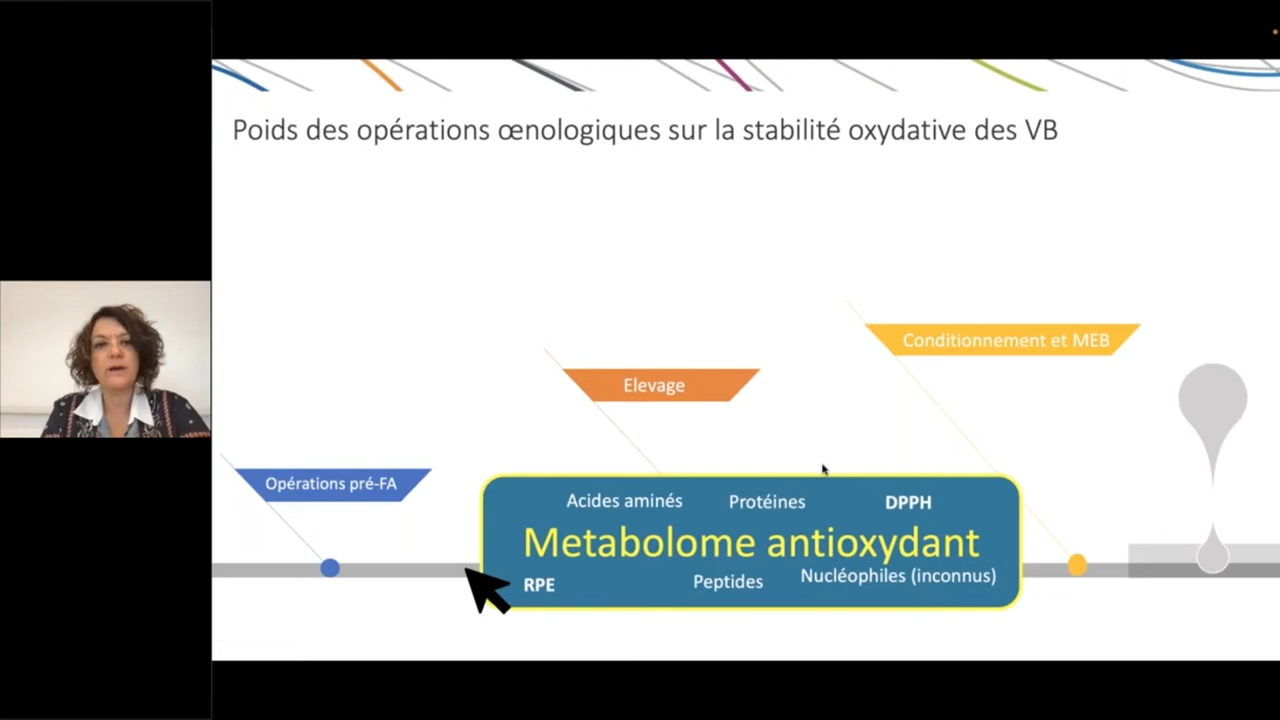 Poids des opérations œnologiques sur la stabilité oxydative des VB
Conditionnement et MEB
Elevage
Opérations pré-FA
Acides aminés Protéines DPPH
Metabolome antioxydant
RPE Peptides Nucléophiles (inconnus)